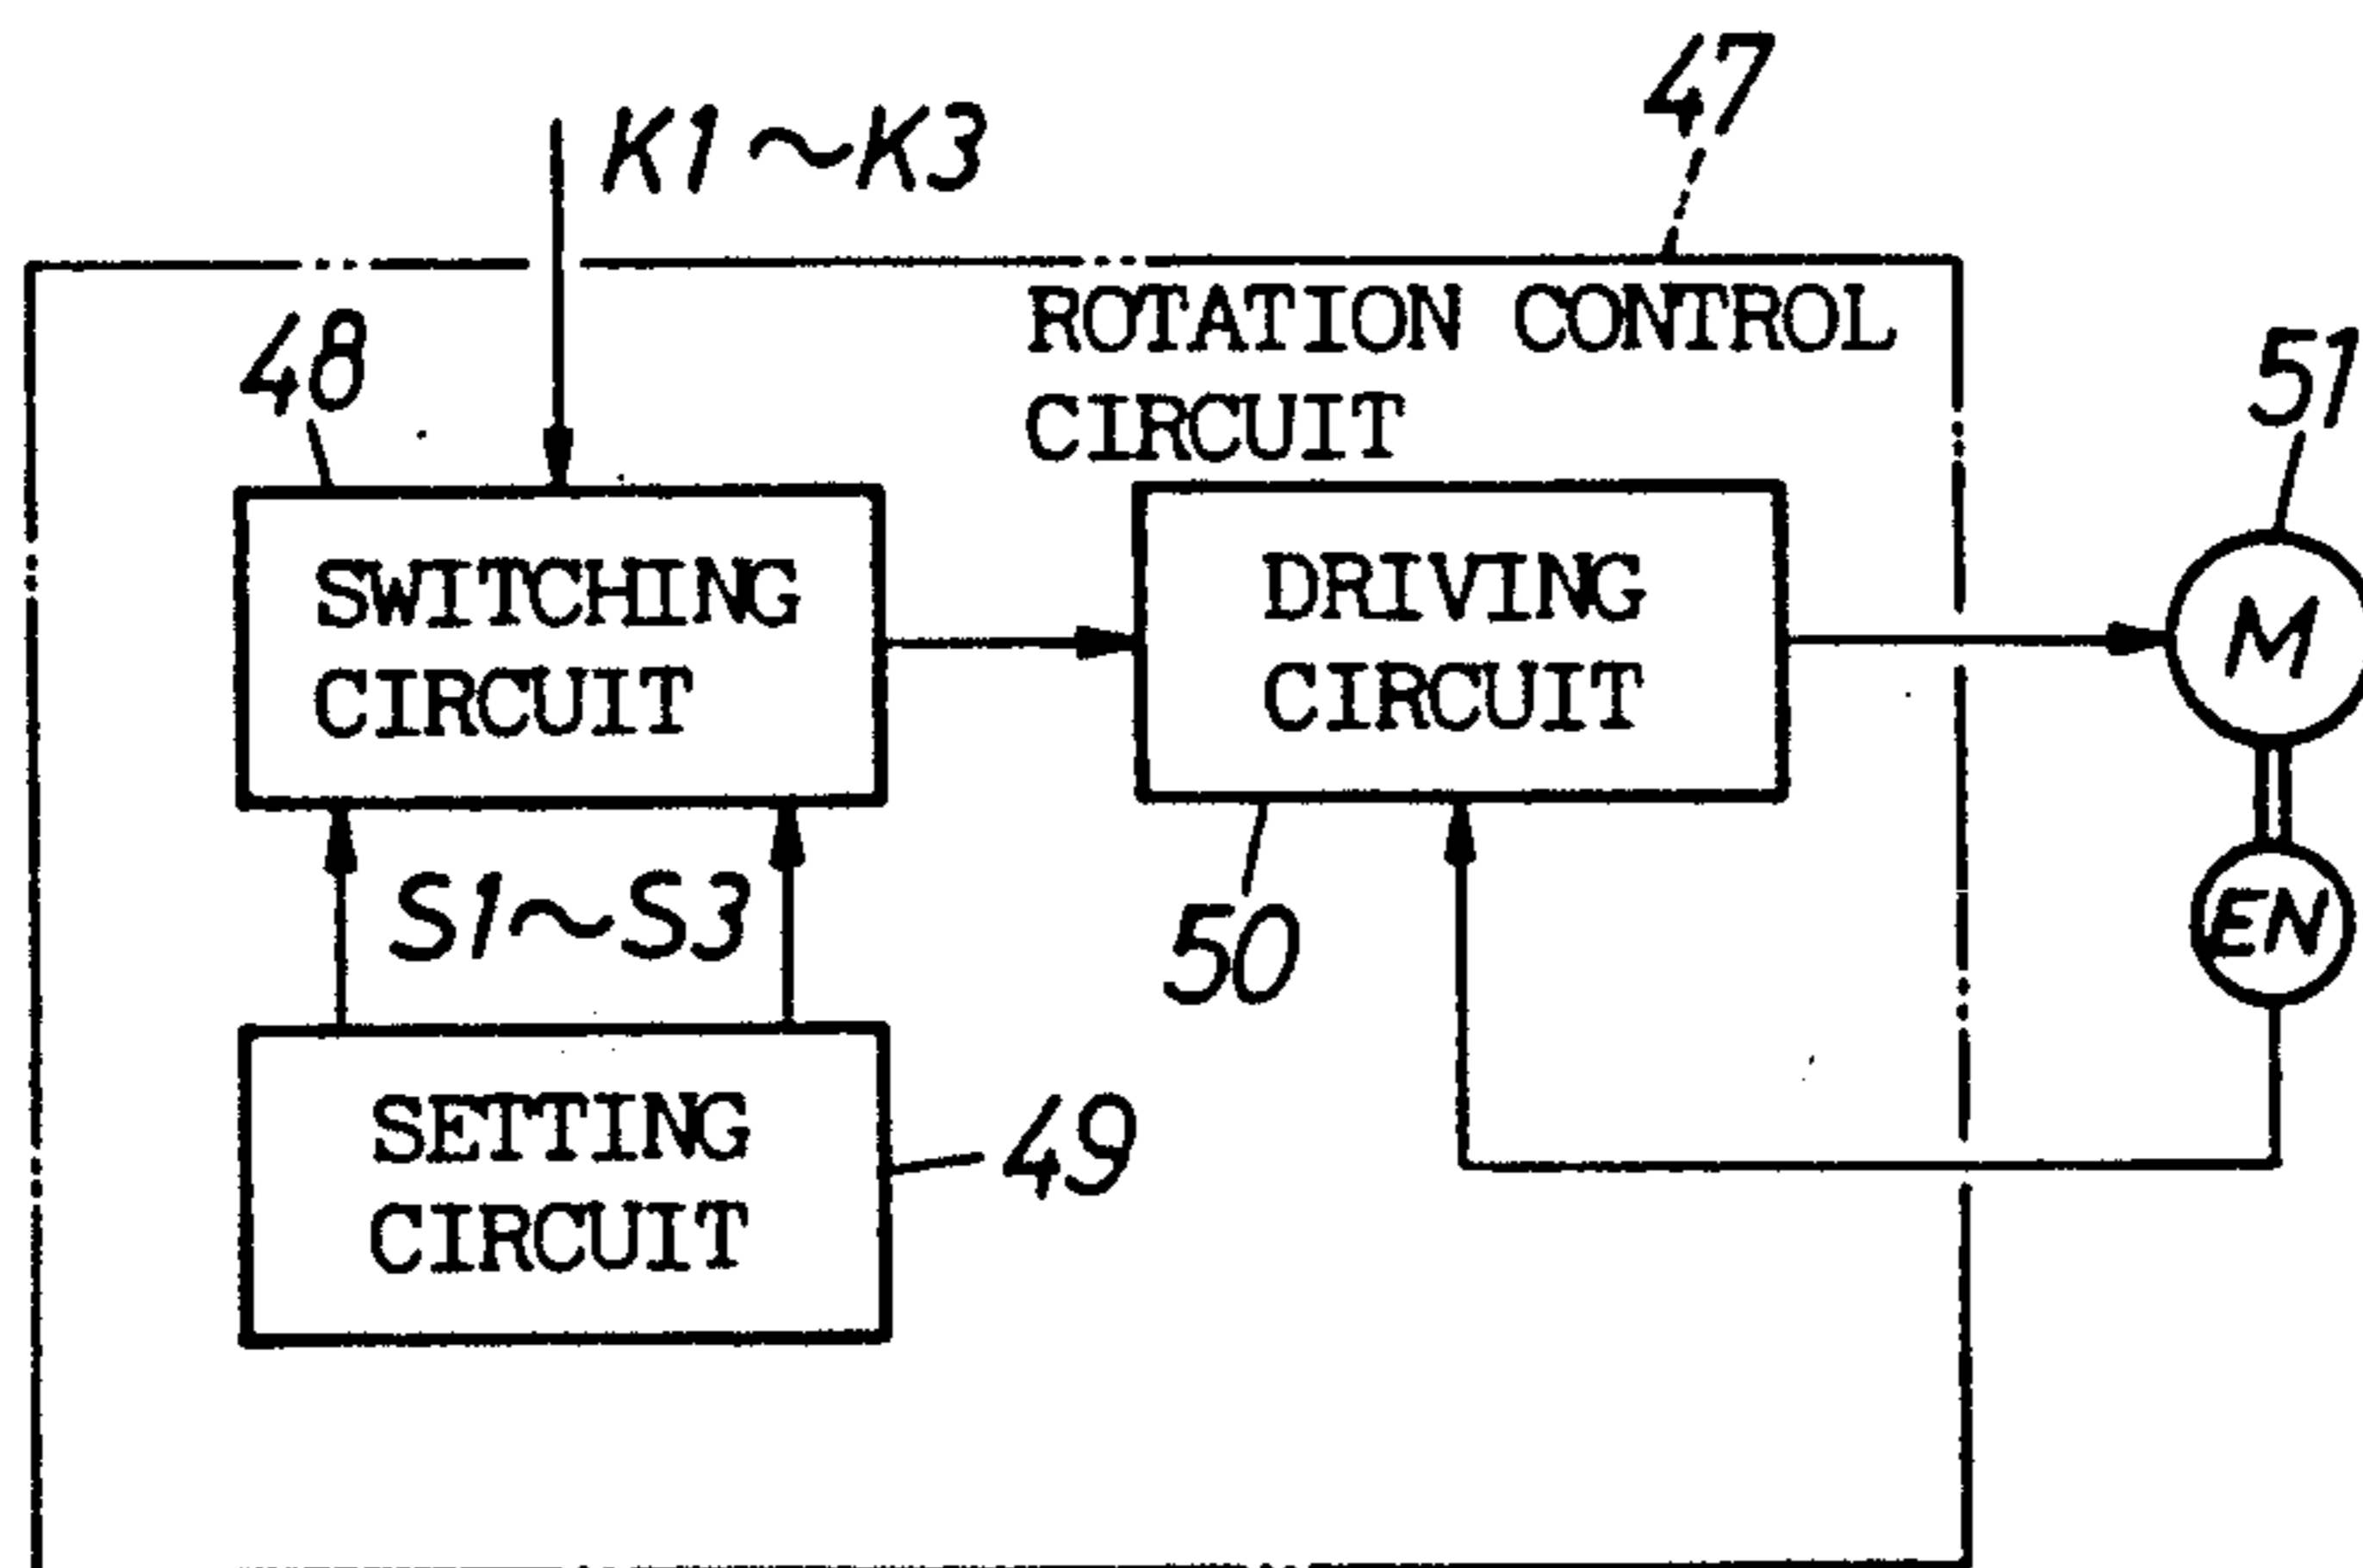 47
K1~K3
ROTATION CONTROL
CIRCUIT
48
51
SWITCHING
CIRCUIT
DRIVING
CIRCUIT
M
S1~S3
50
EN
SETTING
CIRCUIT
49